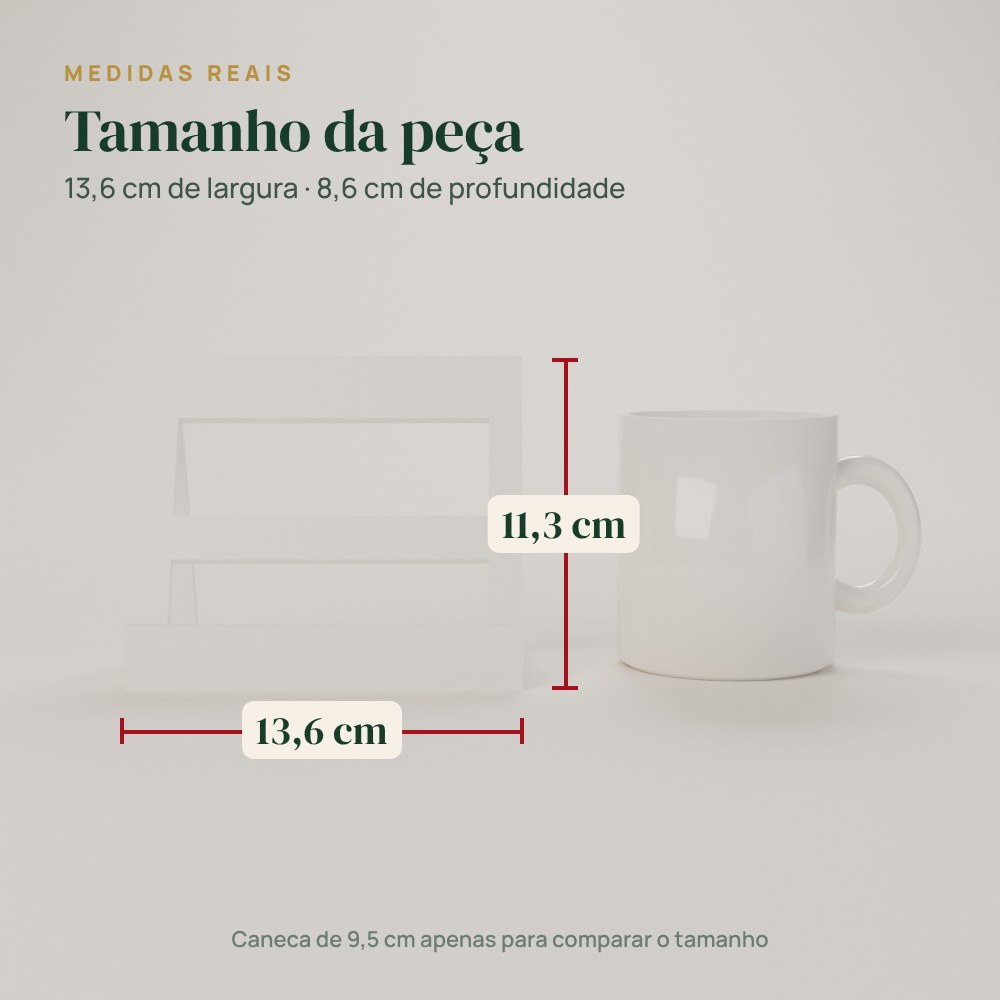 MEDIDAS REAIS
Tamanho da peça
13,6 cm de largura · 8,6 cm de profundidade
11,3 cm
13,6 cm
Caneca de 9,5 cm apenas para comparar o tamanho